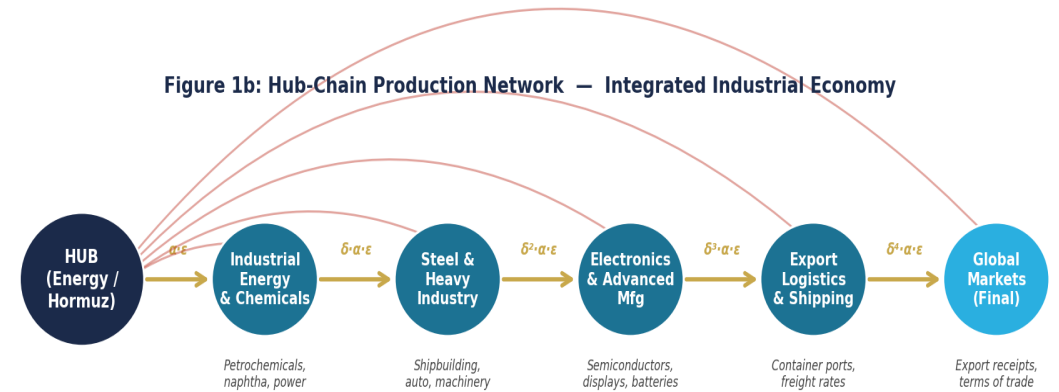 Figure 1b: Hub-Chain Production Network — Integrated Industrial Economy
HUB
(Energy /
Hormuz)
α·ε
Industrial
Energy
& Chemicals
δ·α·ε
Steel &
Heavy
Industry
δ²·α·ε
Electronics
& Advanced
Mfg
δ³·α·ε
Export
Logistics
& Shipping
δ⁴·α·ε
Global
Markets
(Final)
Petrochemicals,
naphtha, power
Shipbuilding,
auto, machinery
Semiconductors,
displays, batteries
Container ports,
freight rates
Export receipts,
terms of trade